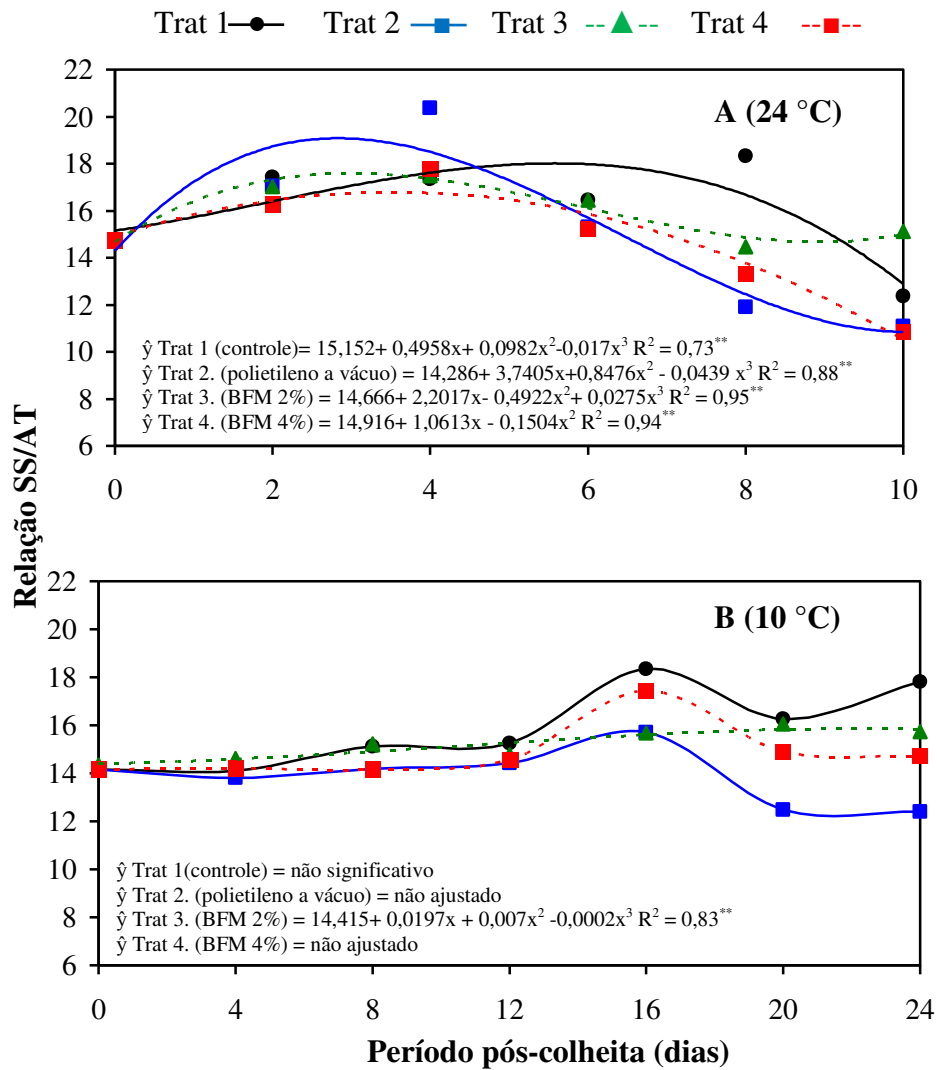 Trat 1 Trat 2 Trat 3 Trat 4
Relação SS/AT
22
20
18
16
14
12
10
8
6
A (24 °C)
ŷ Trat 1 (controle)= 15,152+ 0,4958x+ 0,0982x²-0,017x³ R² = 0,73**
ŷ Trat 2. (polietileno a vácuo) = 14,286+ 3,7405x+0,8476x² - 0,0439 x³ R² = 0,88**
ŷ Trat 3. (BFM 2%) = 14,666+ 2,2017x- 0,4922x²+ 0,0275x³ R² = 0,95**
ŷ Trat 4. (BFM 4%) = 14,916+ 1,0613x - 0,1504x² R² = 0,94**
0 2 4 6 8 10
22
20
18
16
14
12
10
8
6
B (10 °C)
ŷ Trat 1(controle) = não significativo
ŷ Trat 2. (polietileno a vácuo) = não ajustado
ŷ Trat 3. (BFM 2%) = 14,415+ 0,0197x + 0,007x² -0,0002x³ R² = 0,83**
ŷ Trat 4. (BFM 4%) = não ajustado
0 4 8 12 16 20 24
Período pós-colheita (dias)